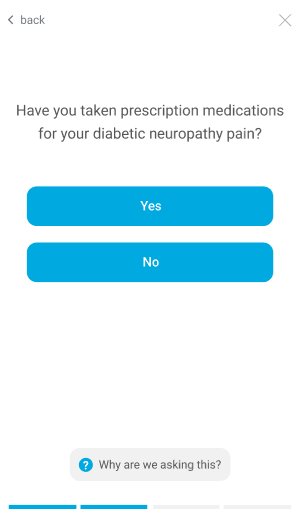 back
Have you taken prescription medications
for your diabetic neuropathy pain?
Yes
No
? Why are we asking this?